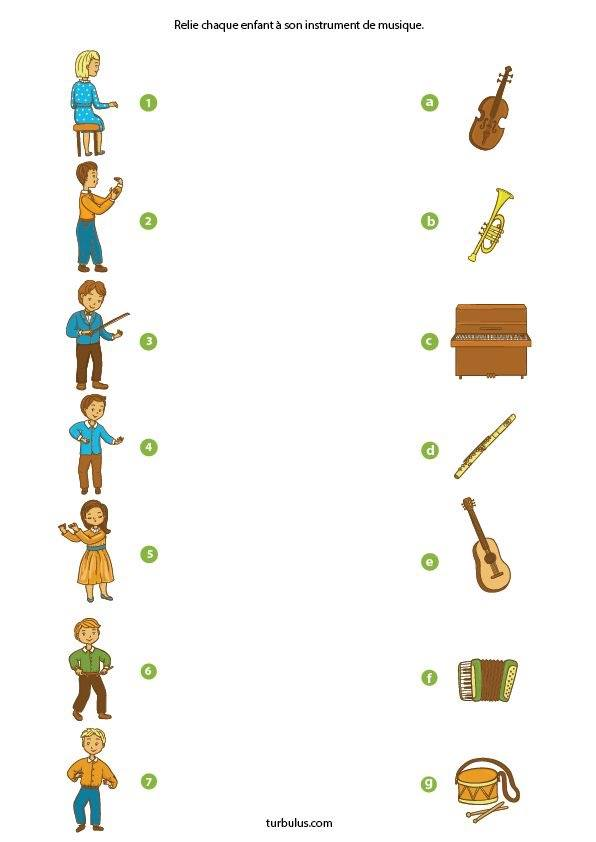 Relie chaque enfant à son instrument de musique.
1
a
2
b
3
c
4
d
5
e
6
f
7
g
turbulus.com